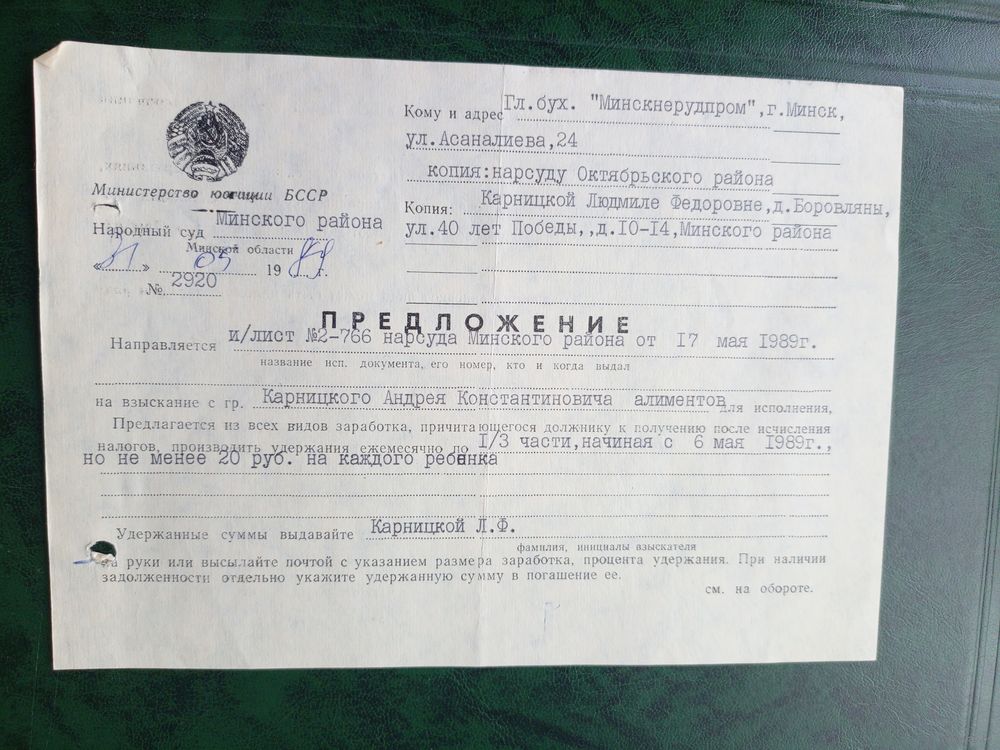 Министерство юстиции БССР
Народный суд Минского района
Минской области
«31» 05 1989 г.
№ 2920
Кому и адрес Гл.бух. "Минскнерудпром",г.Минск,
ул.Асаналиева,24
копия:нарсуду Октябрьского района
Копия: Карницкой Людмиле Федоровне,д.Боровляны,
ул.40 лет Победы,,д.10-14,Минского района
ПРЕДЛОЖЕНИЕ
Направляется и/лист №2-766 нарсуда Минского района от 17 мая 1989г.
название исп. документа, его номер, кто и когда выдал
на взыскание с гр. Карницкого Андрея Константиновича алиментов для исполнения,
Предлагается из всех видов заработка, причитающегося должнику к получению после исчисления
налогов, производить удержания ежемесячно по 1/3 части,начиная с 6 мая 1989г.,
но не менее 20 руб. на каждого ребенка
Удержанные суммы выдавайте Карницкой Л.Ф.
фамилия, инициалы взыскателя
на руки или высылайте почтой с указанием размера заработка, процента удержания. При наличии
задолженности отдельно укажите удержанную сумму в погашение ее.
см. на обороте.